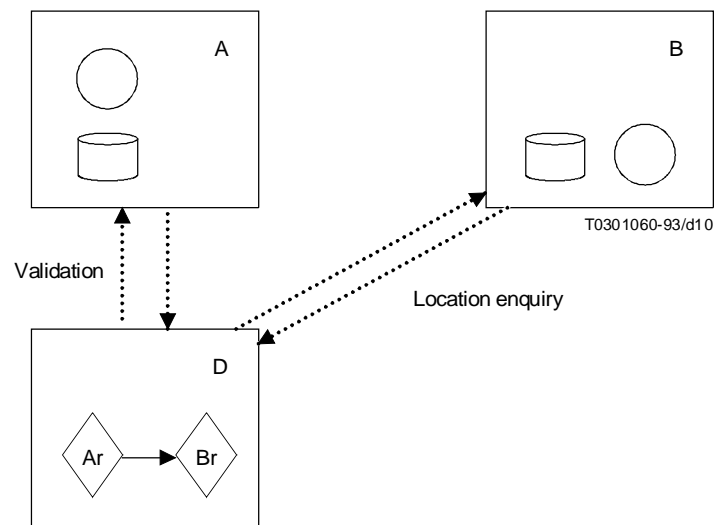 A
B
T0301060-93/d10
Validation
Location enquiry
D
Ar
Br